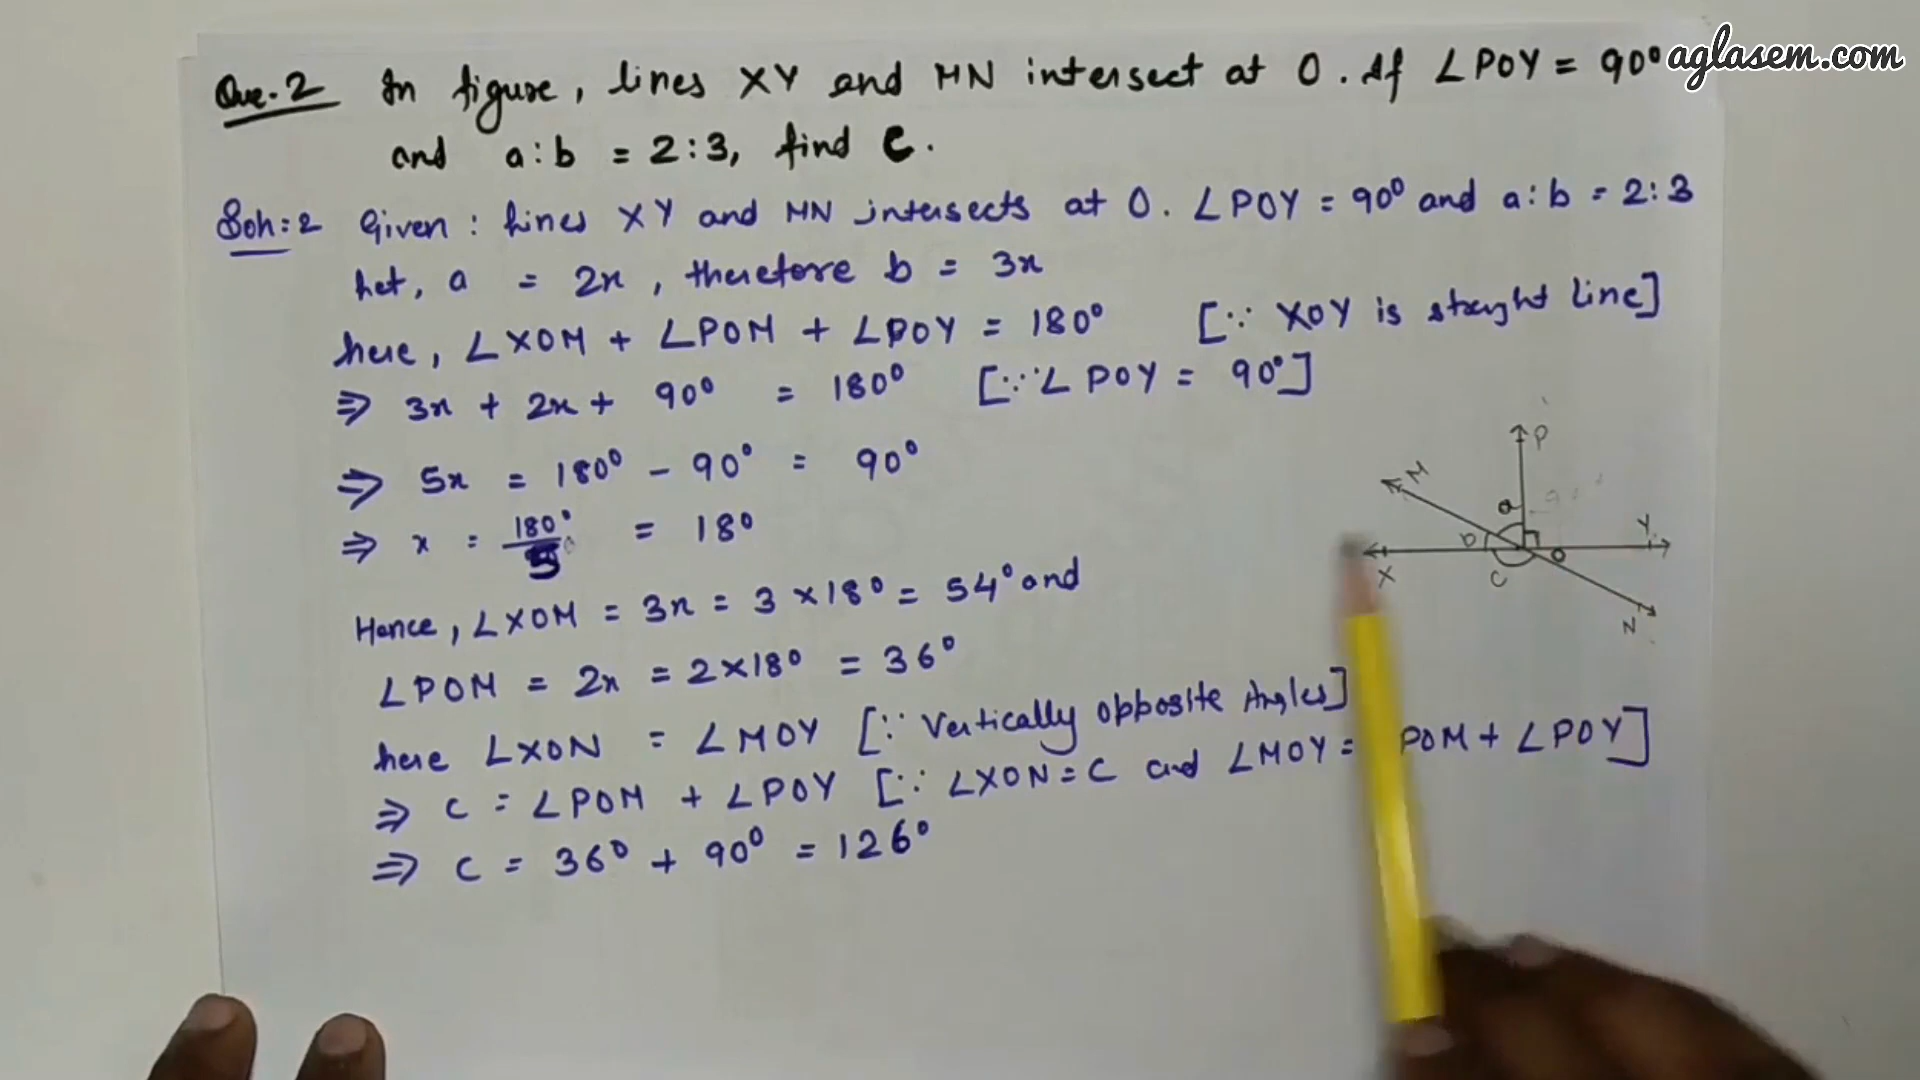 aglasem.com
Que.2 In figure, lines XY and MN intersect at O. If ∠POY = 90°
and a:b = 2:3, find C.
Soln:2 Given: Lines XY and MN intersects at O. ∠POY = 90° and a:b = 2:3
Let, a = 2x, therefore b = 3x
here, ∠XOM + ∠POM + ∠POY = 180° [∵ XOY is straight line]
⇒ 3x + 2x + 90° = 180° [∵ ∠POY = 90°]
⇒ 5x = 180° - 90° = 90°
⇒ x = 180°/5 = 18°
Hence, ∠XOM = 3x = 3 × 18° = 54° and
∠POM = 2x = 2×18° = 36°
here ∠XON = ∠MOY [∵ Vertically opposite Angles]
⇒ C = ∠POM + ∠POY [∵ ∠XON = C and ∠MOY = POM + ∠POY]
⇒ C = 36° + 90° = 126°
P
M
a
Y
b
O
X
C
N